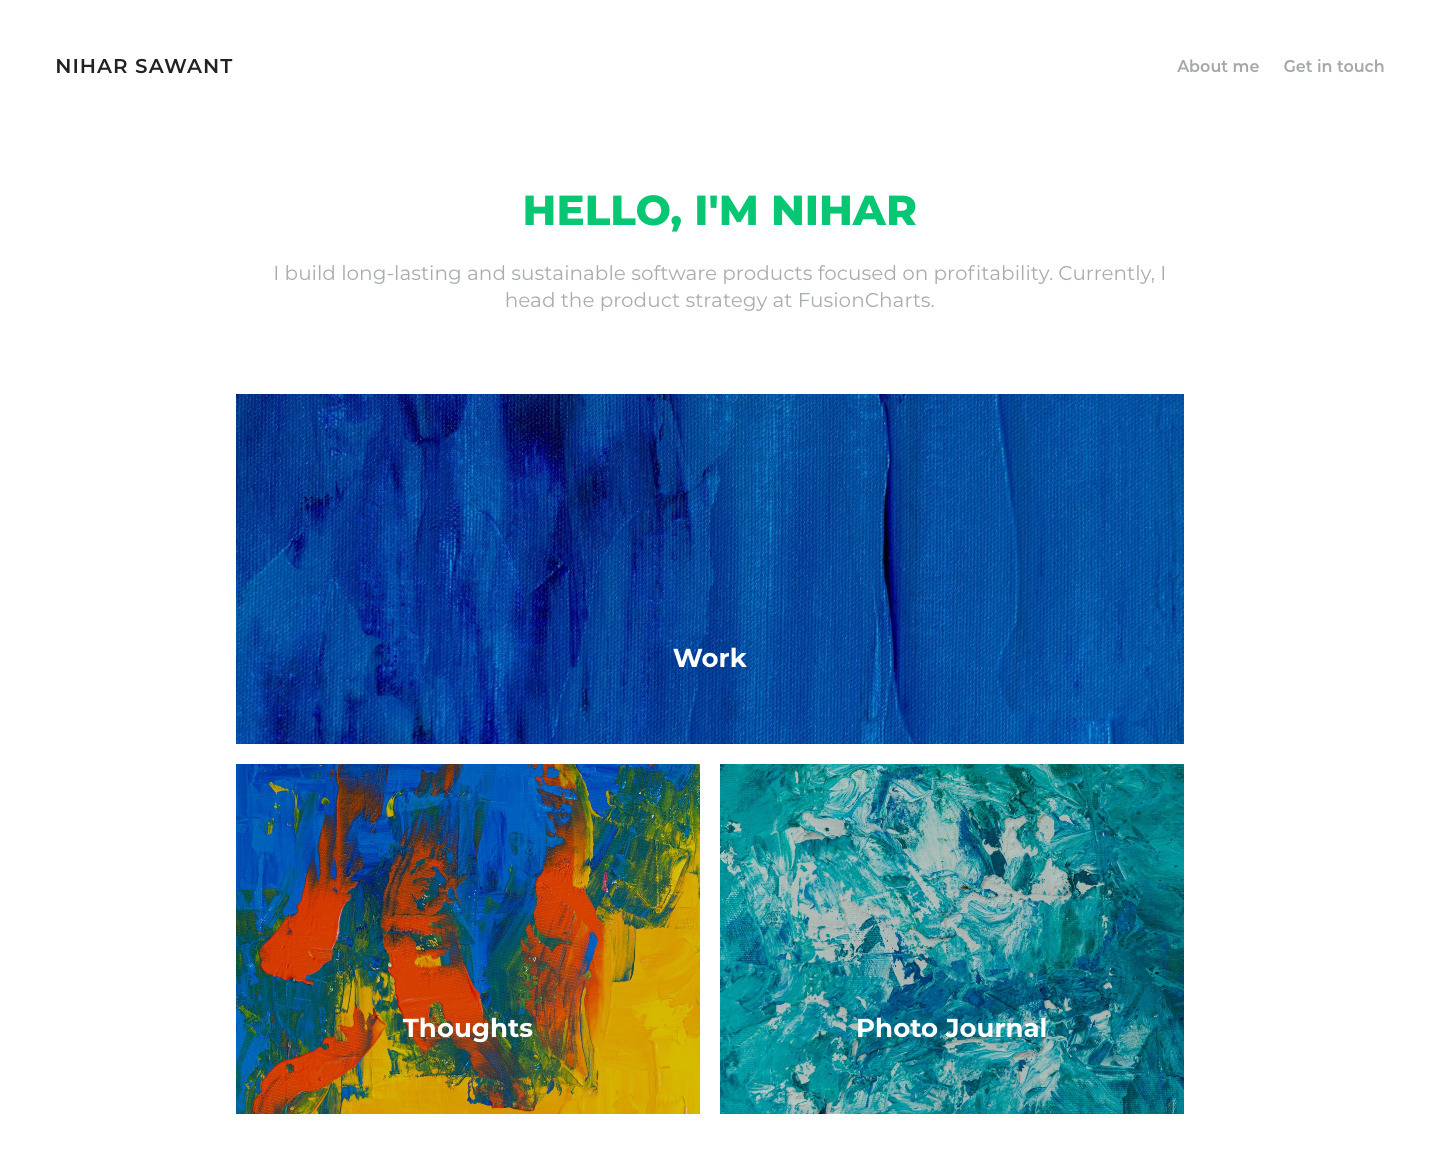 NIHAR SAWANT
About me
Get in touch
HELLO, I'M NIHAR
I build long-lasting and sustainable software products focused on profitability. Currently, I
head the product strategy at FusionCharts.
Work
Thoughts
Photo Journal